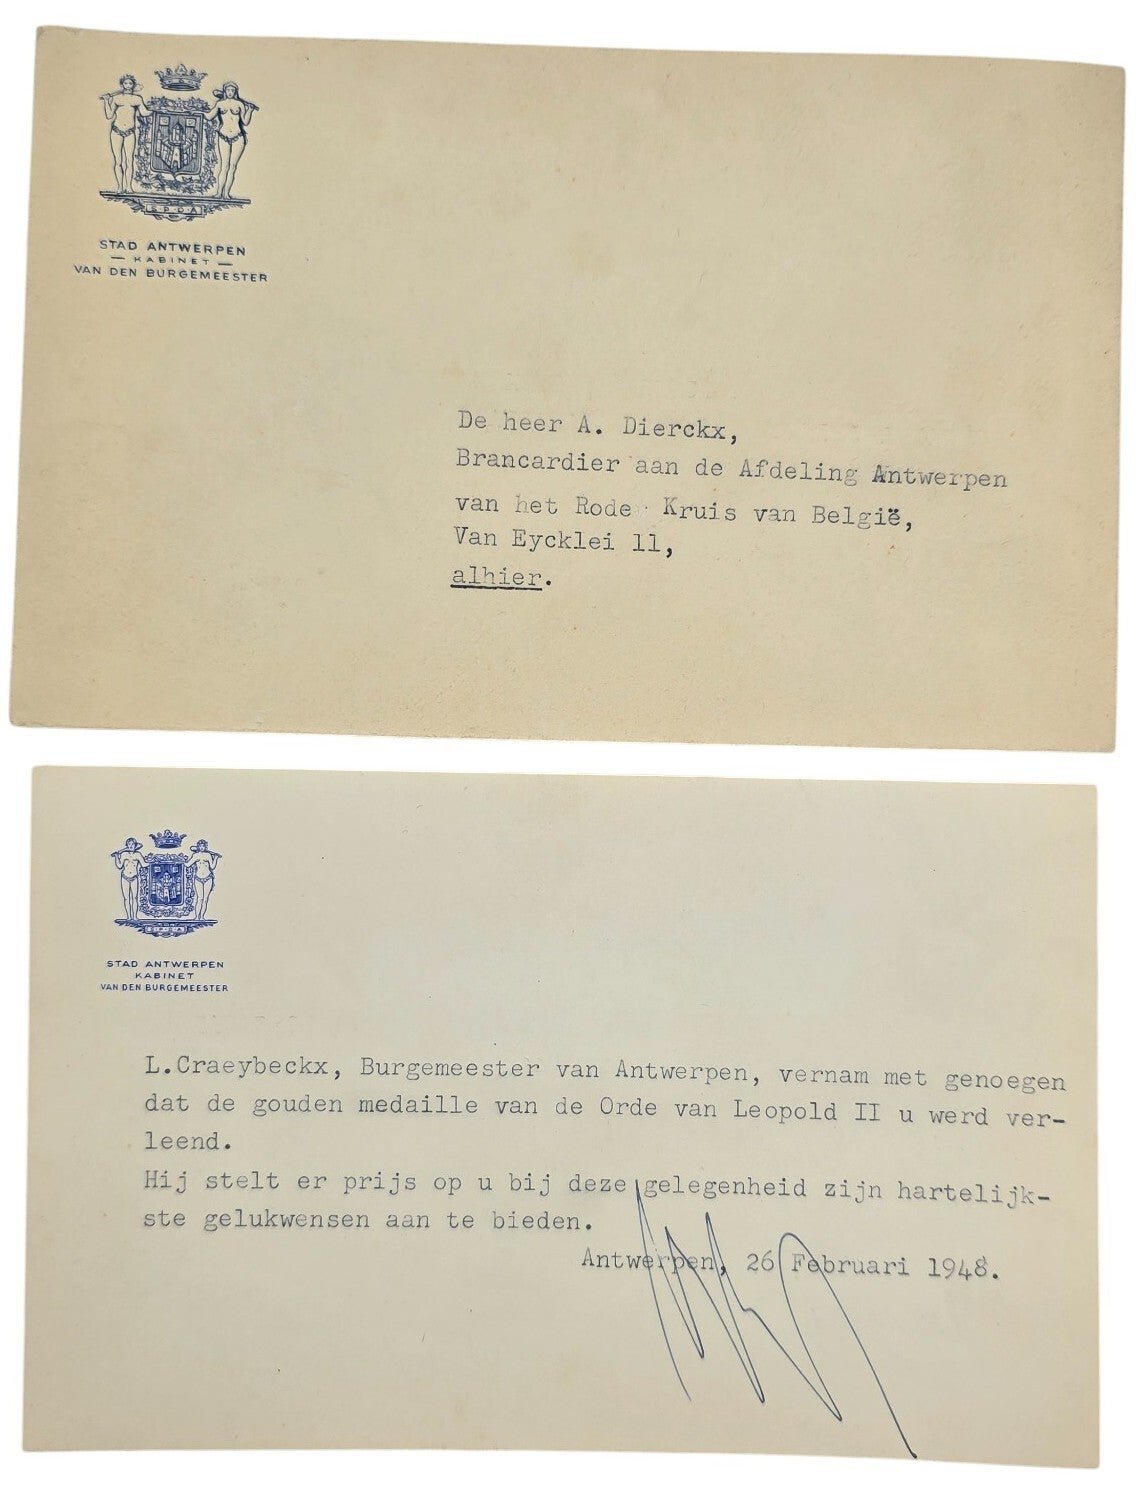 S.P.Q.A
STAD ANTWERPEN
— KABINET —
VAN DEN BURGEMEESTER
De heer A. Dierckx,
Brancardier aan de Afdeling Antwerpen
van het Rode Kruis van België,
Van Eycklei 11,
alhier.
S.P.Q.A
STAD ANTWERPEN
KABINET
VAN DEN BURGEMEESTER
L.Craeybeckx, Burgemeester van Antwerpen, vernam met genoegen
dat de gouden medaille van de Orde van Leopold II u werd ver-
leend.
Hij stelt er prijs op u bij deze gelegenheid zijn hartelijk-
ste gelukwensen aan te bieden.
Antwerpen, 26 Februari 1948.